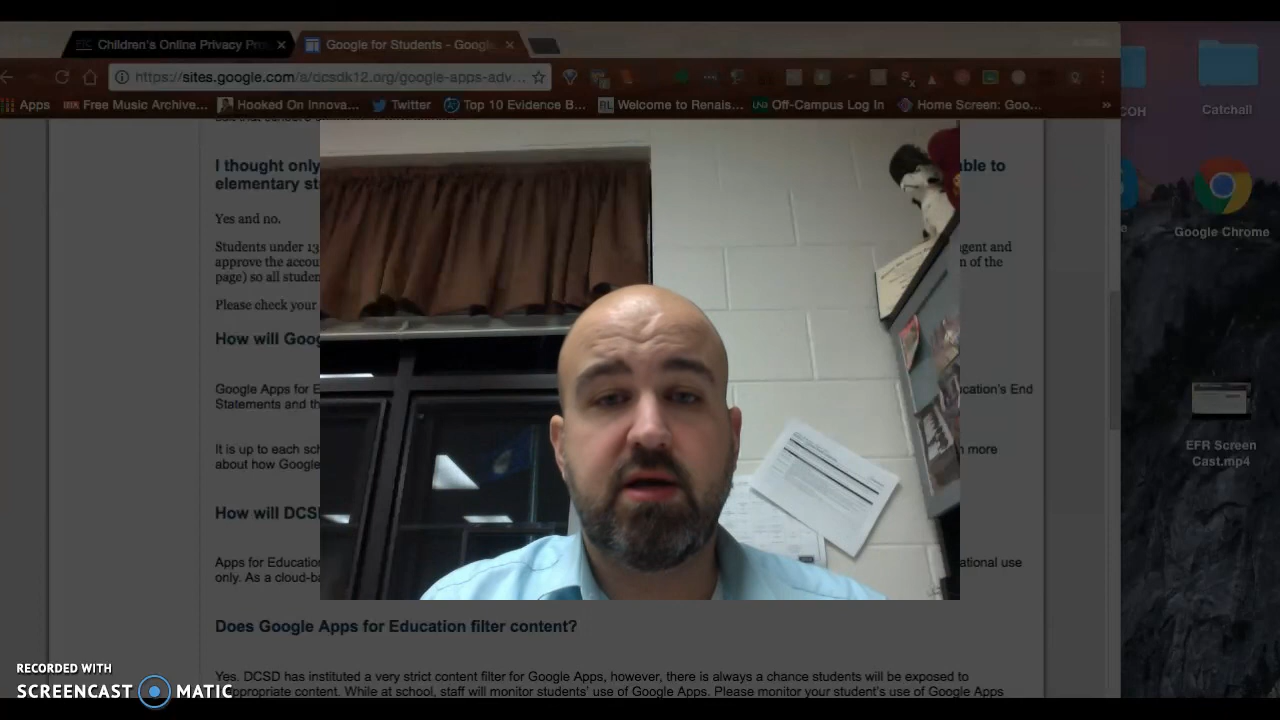 Children's Online Privacy Pro
Google for Students - Google
https://sites.google.com/a/dcsdk12.org/google-apps-adv...
Apps
Free Music Archive...
Hooked On Innova...
Twitter
Top 10 Evidence B...
Welcome to Renais...
Off-Campus Log In
Home Screen: Goo...
»
COH
Catchall
Google Chrome
EFR Screen
Cast.mp4
I thought only
ble to
elementary st
Yes and no.
Students under 13
gent and
approve the accou
n of the
page) so all studen
Please check your
How will Goog
Google Apps for E
cation's End
Statements and th
It is up to each sch
n more
about how Google
How will DCS
Apps for Education
ational use
only. As a cloud-ba
Does Google Apps for Education filter content?
Yes. DCSD has instituted a very strict content filter for Google Apps, however, there is always a chance students will be exposed to
appropriate content. While at school, staff will monitor students' use of Google Apps. Please monitor your student's use of Google Apps
RECORDED WITH
SCREENCAST MATIC